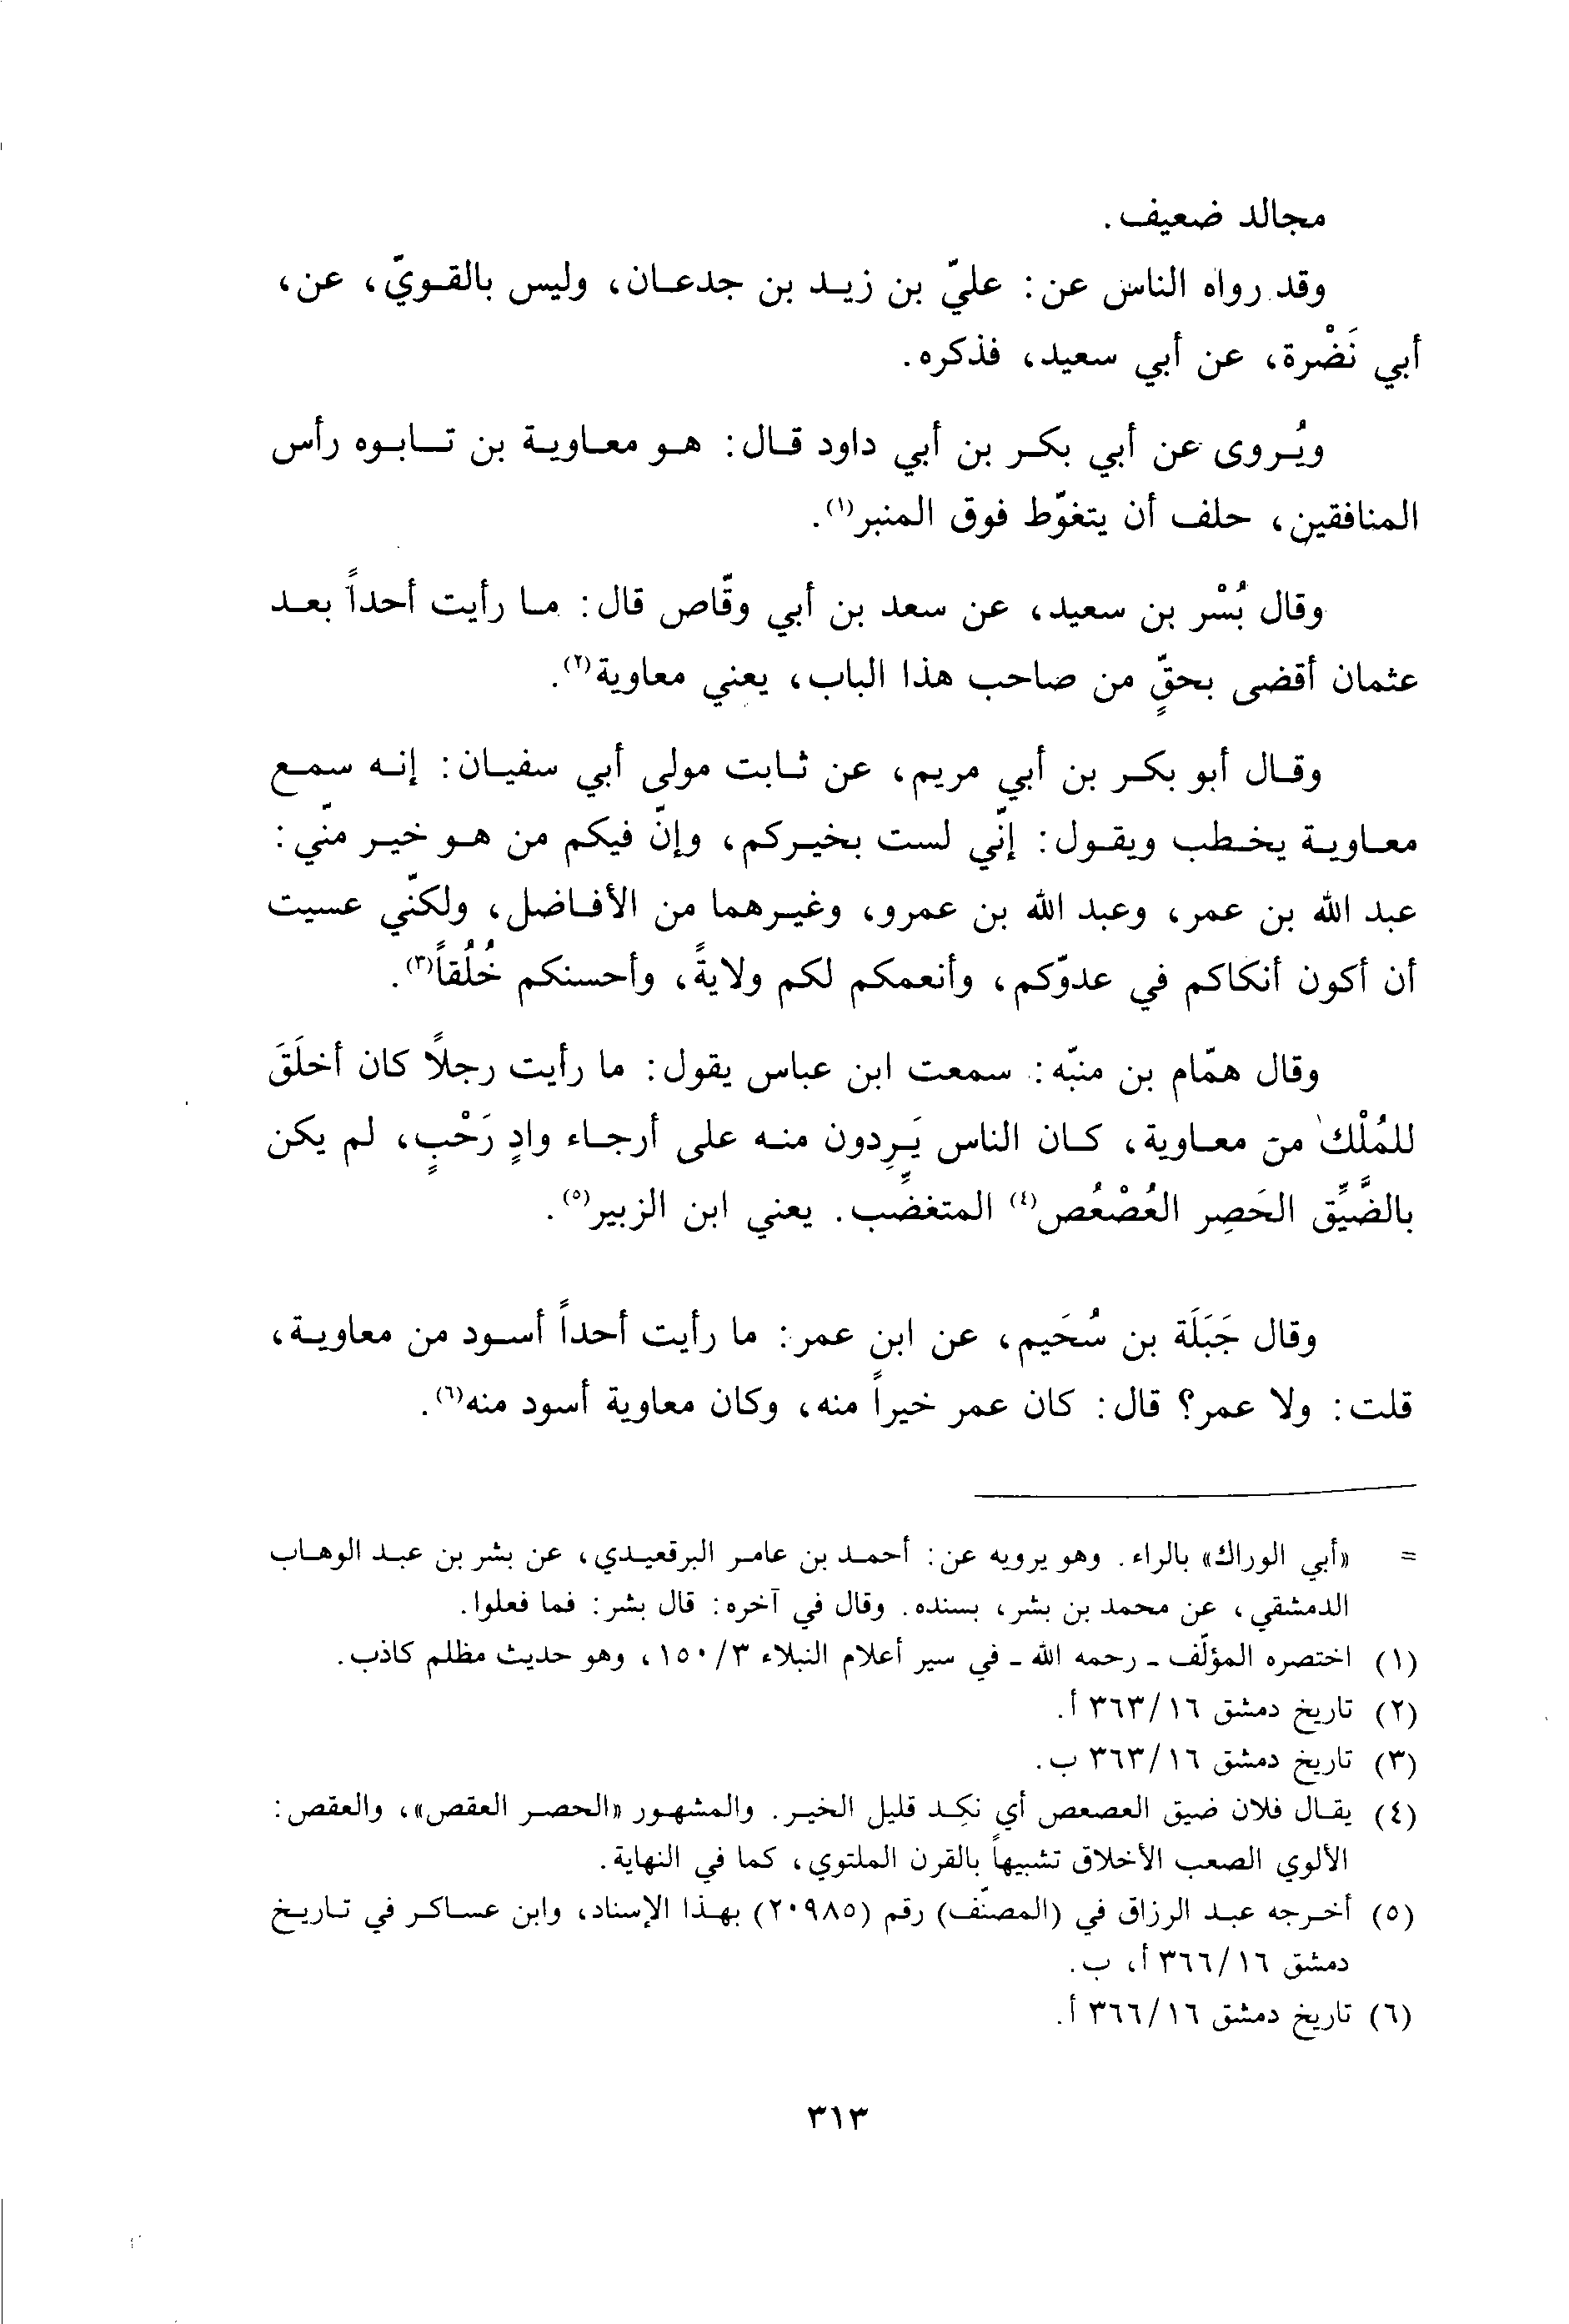 مجالد ضعيف.
وقد رواه الناس عن: عليّ بن زيد بن جدعان، وليس بالقويّ، عن،
أبي نَضْرة، عن أبي سعيد، فذكره.
ويُروى عن أبي بكر بن أبي داود قال: هو معاوية بن تابوه رأس
المنافقين، حلف أن يتغوّط فوق المنبر(١).
وقال بُسْر بن سعيد، عن سعد بن أبي وقّاص قال: ما رأيت أحداً بعد
عثمان أقضى بحقٍّ من صاحب هذا الباب، يعني معاوية(٢).
وقال أبو بكر بن أبي مريم، عن ثابت مولى أبي سفيان: إنه سمع
معاوية يخطب ويقول: إنّي لست بخيركم، وإنّ فيكم من هو خير منّي:
عبد الله بن عمر، وعبد الله بن عمرو، وغيرهما من الأفاضل، ولكنّي عسيت
أن أكون أنكاكم في عدوّكم، وأنعمكم لكم ولايةً، وأحسنكم خُلُقاً(٣).
وقال همّام بن منبّه: سمعت ابن عباس يقول: ما رأيت رجلاً كان أخلَقَ
للمُلْك من معاوية، كان الناس يَرِدون منه على أرجاء وادٍ رَحْبٍ، لم يكن
بالضَّيِّق الحَصِر العُصْعُص(٤) المتغضِّب. يعني ابن الزبير(٥).
وقال جَبَلَة بن سُحَيم، عن ابن عمر: ما رأيت أحداً أسود من معاوية،
قلت: ولا عمر؟ قال: كان عمر خيراً منه، وكان معاوية أسود منه(٦).
= «أبي الوراك» بالراء. وهو يرويه عن: أحمد بن عامر البرقعيدي، عن بشر بن عبد الوهاب
الدمشقي، عن محمد بن بشر، بسنده. وقال في آخره: قال بشر: فما فعلوا.
(١) اختصره المؤلّف - رحمه الله - في سير أعلام النبلاء ٣/١٥٠، وهو حديث مظلم كاذب.
(٢) تاريخ دمشق ١٦/٣٦٣ أ.
(٣) تاريخ دمشق ١٦/٣٦٣ ب.
(٤) يقال فلان ضيق العصعص أي نكِد قليل الخير. والمشهور «الحصر العقص»، والعقص:
الألوي الصعب الأخلاق تشبيهاً بالقرن الملتوي، كما في النهاية.
(٥) أخرجه عبد الرزاق في (المصنّف) رقم (٢٠٩٨٥) بهذا الإسناد، وابن عساكر في تاريخ
دمشق ١٦/٣٦٦ أ، ب.
(٦) تاريخ دمشق ١٦/٣٦٦ أ.
٣١٣